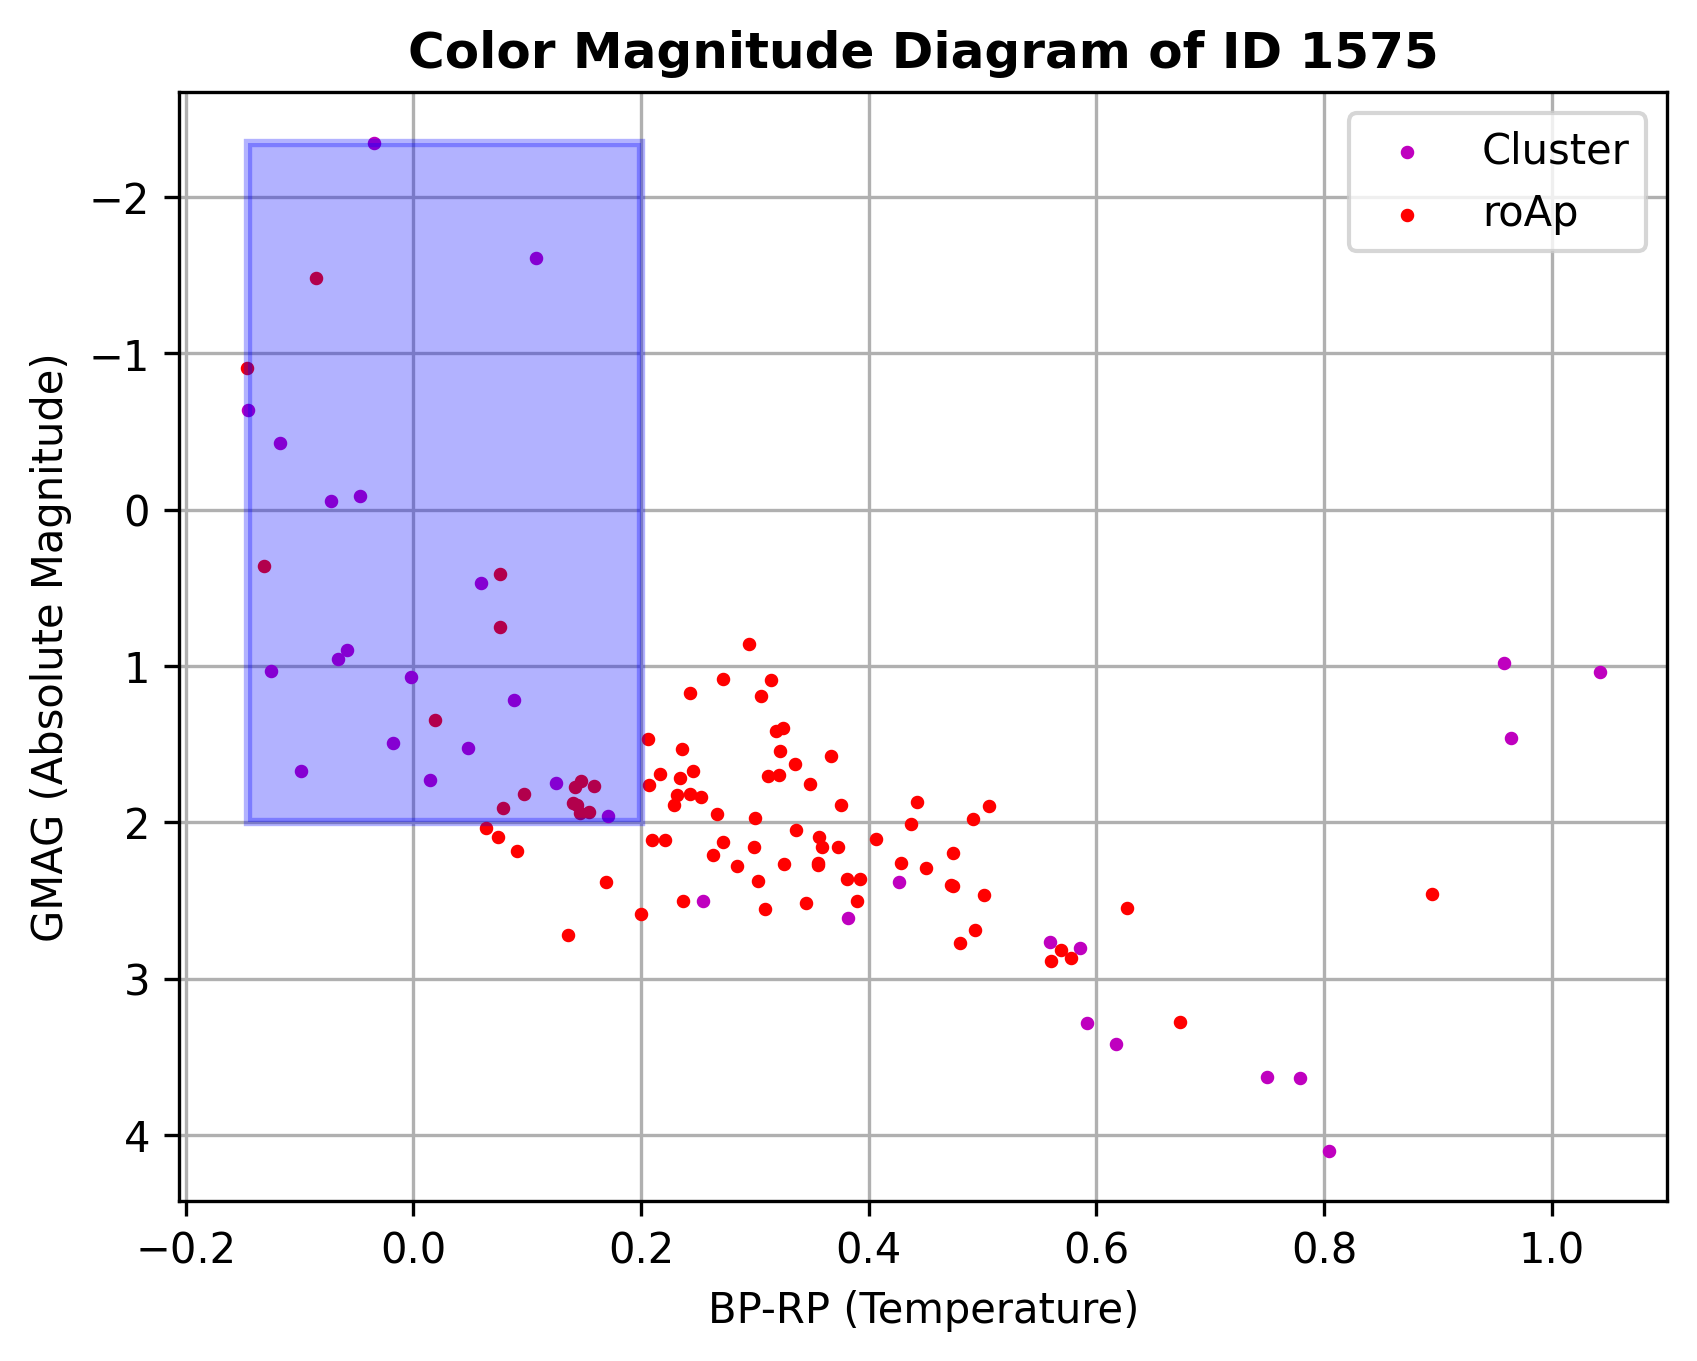 Color Magnitude Diagram of ID 1575
Cluster
roAp
GMAG (Absolute Magnitude)
−2
−1
0
1
2
3
4
−0.2 0.0 0.2 0.4 0.6 0.8 1.0
BP-RP (Temperature)